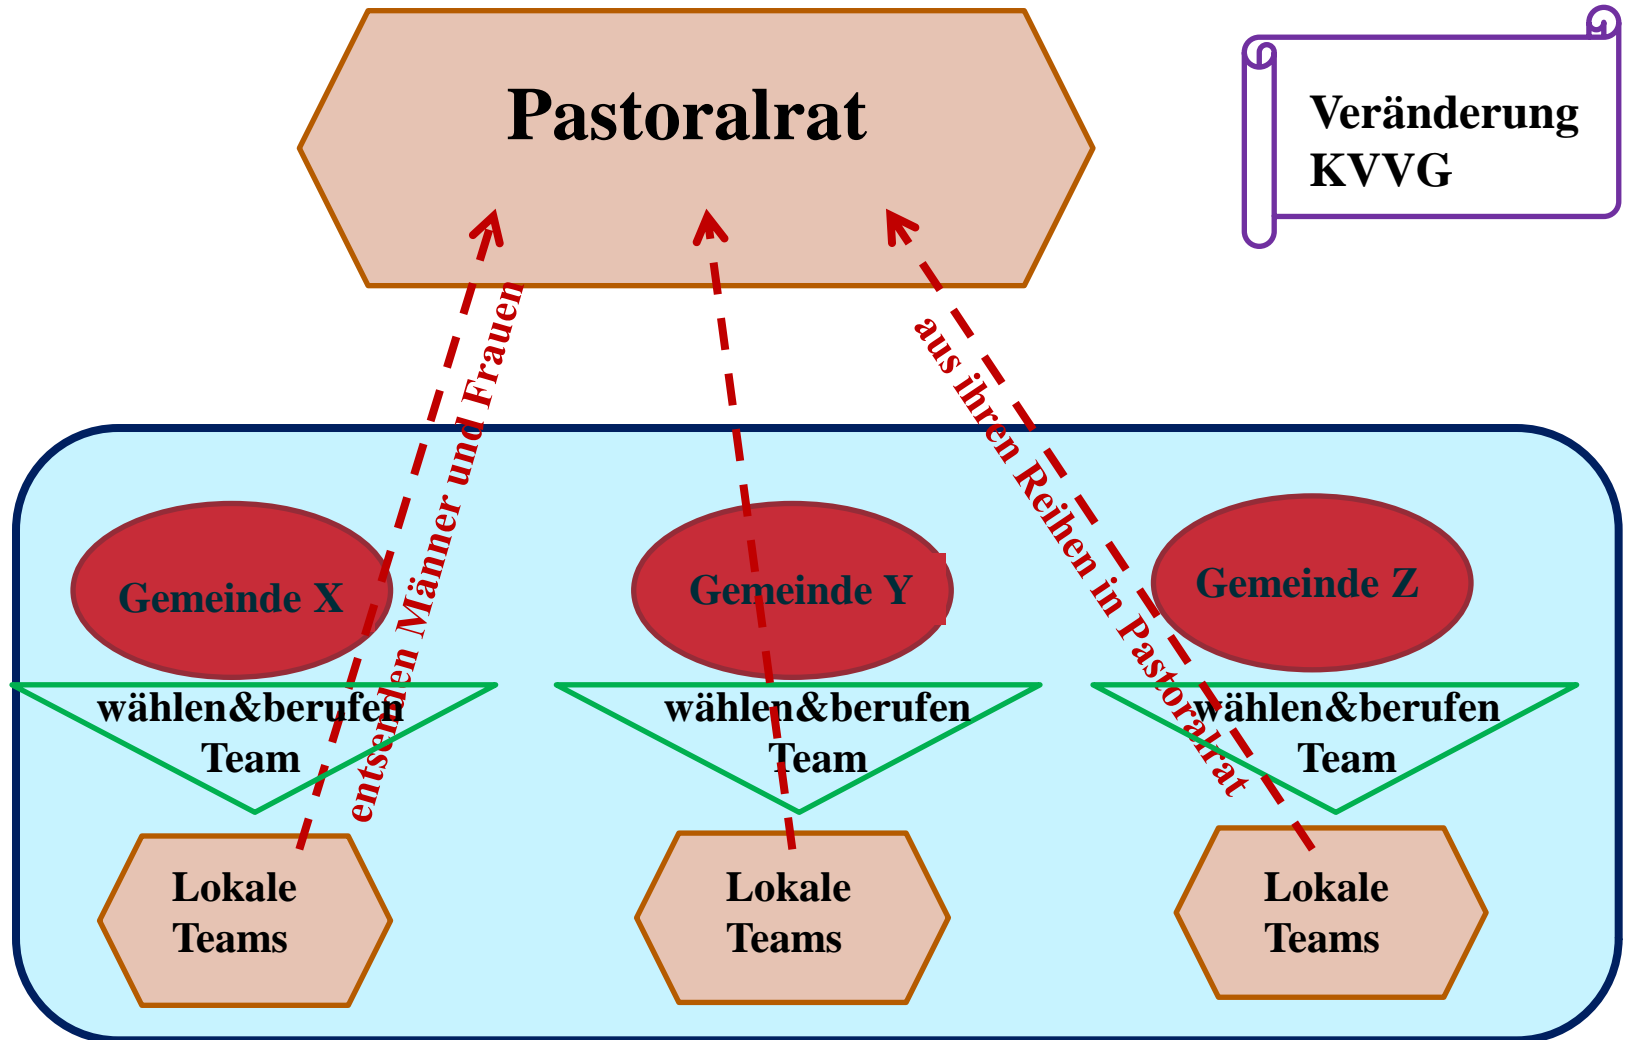 Pastoralrat
Veränderung
KVVG
entsenden Männer und Frauen
aus ihren Reihen in Pastoralrat
Gemeinde X
Gemeinde Y
Gemeinde Z
wählen&berufen
Team
wählen&berufen
Team
wählen&berufen
Team
Lokale
Teams
Lokale
Teams
Lokale
Teams